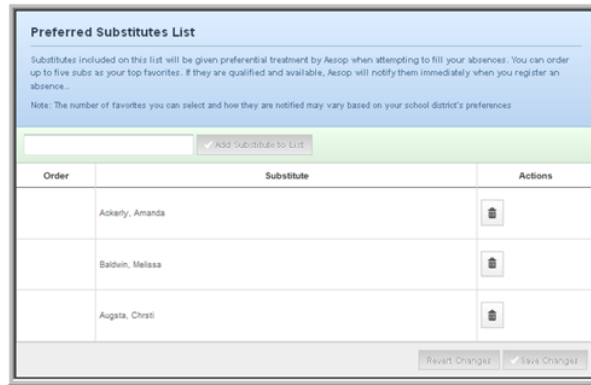 Preferred Substitutes List
Substitutes included on this list will be given preferential treatment by Aesop when attempting to fill your absences. You can order
up to five subs as your top favorites. If they are qualified and available, Aesop will notify them immediately when you register an
absence...
Note: The number of favorites you can select and how they are notified may vary based on your school district's preferences
Add Substitute to List
Order Substitute Actions
Ackerly, Amanda
Baldwin, Melissa
Augsta, Chrsti
Revert Changes Save Changes